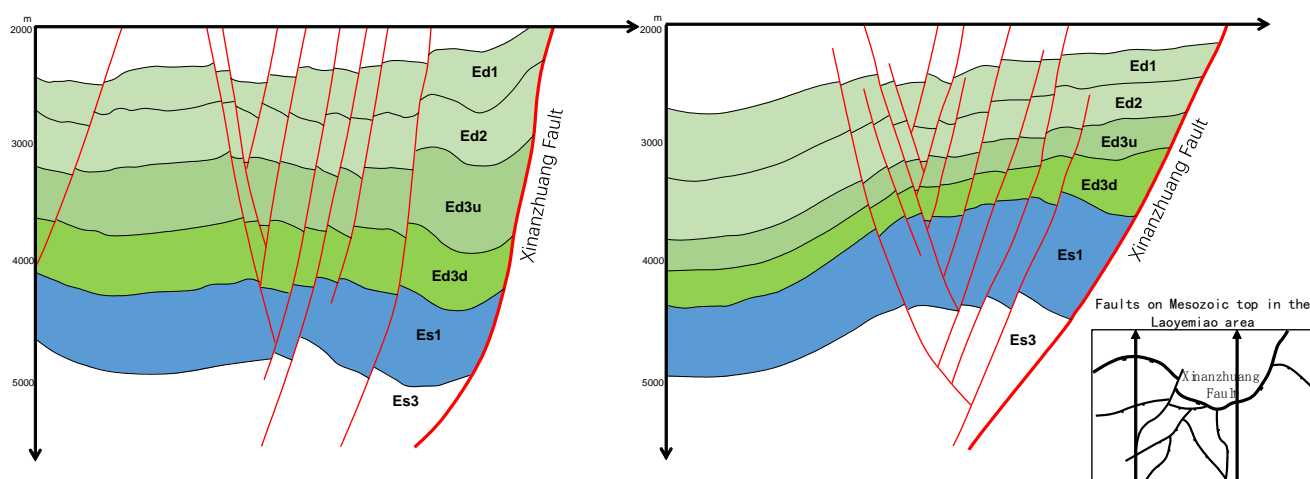 m
2000
3000
4000
5000
Ed1
Ed2
Ed3u
Ed3d
Es1
Es3
Xinanzhuang Fault
m
2000
3000
4000
5000
Ed1
Ed2
Ed3u
Ed3d
Es1
Es3
Xinanzhuang Fault
Faults on Mesozoic top in the
Laoyemiao area
Xinanzhuang
Fault